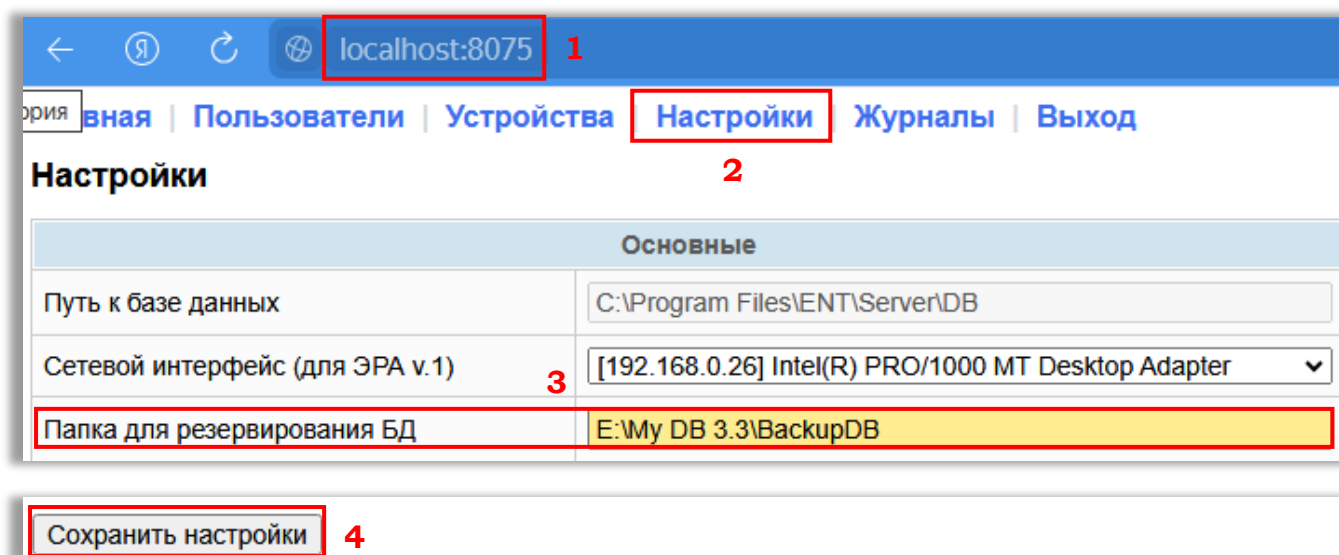 localhost:8075 1
ория вная | Пользователи | Устройства | Настройки | Журналы | Выход
2
Настройки
Основные
Путь к базе данных C:\Program Files\ENT\Server\DB
Сетевой интерфейс (для ЭРА v.1) [192.168.0.26] Intel(R) PRO/1000 MT Desktop Adapter
3
Папка для резервирования БД E:\My DB 3.3\BackupDB
Сохранить настройки 4